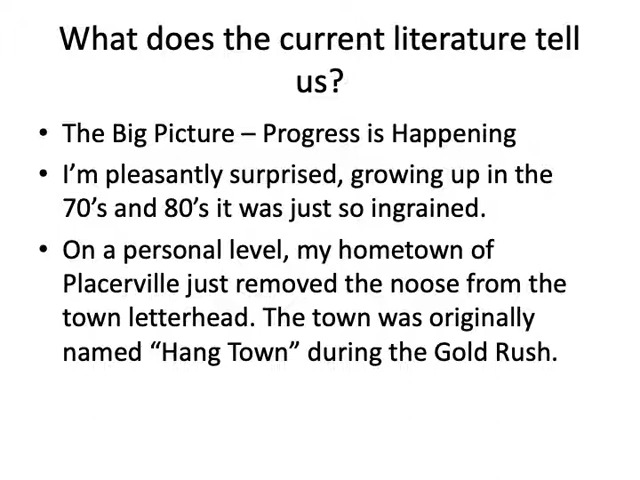 What does the current literature tell
us?
• The Big Picture – Progress is Happening
• I'm pleasantly surprised, growing up in the
70's and 80's it was just so ingrained.
• On a personal level, my hometown of
Placerville just removed the noose from the
town letterhead. The town was originally
named “Hang Town” during the Gold Rush.